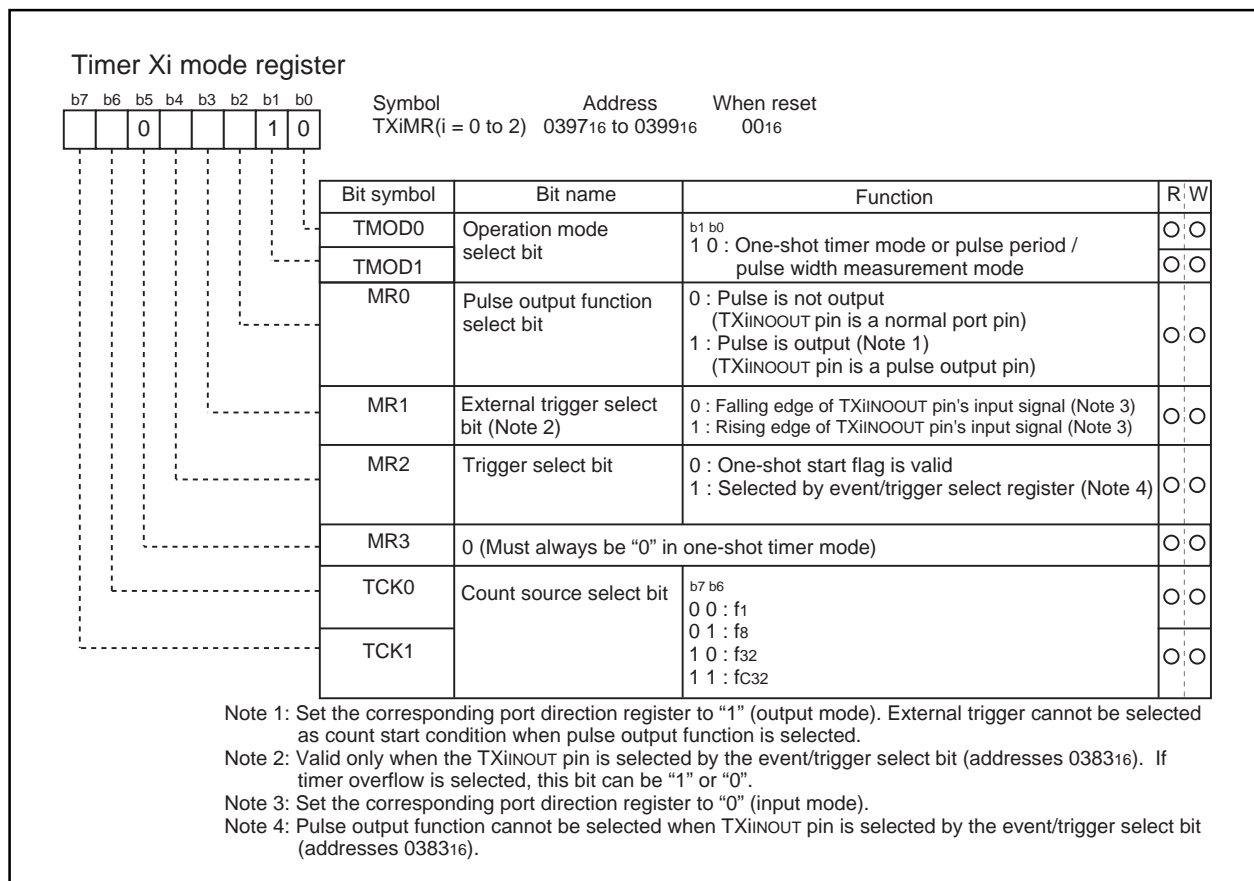 Timer Xi mode register
b7 b6 b5 b4 b3 b2 b1 b0
0 1 0
Symbol Address When reset
TXiMR(i = 0 to 2) 039716 to 039916 0016
Bit symbol Bit name Function R W
TMOD0 Operation mode select bit
TMOD1
b1 b0
1 0 : One-shot timer mode or pulse period /
pulse width measurement mode
MR0 Pulse output function select bit
0 : Pulse is not output
(TXiINOOUT pin is a normal port pin)
1 : Pulse is output (Note 1)
(TXiINOOUT pin is a pulse output pin)
MR1 External trigger select bit (Note 2)
0 : Falling edge of TXiINOOUT pin's input signal (Note 3)
1 : Rising edge of TXiINOOUT pin's input signal (Note 3)
MR2 Trigger select bit
0 : One-shot start flag is valid
1 : Selected by event/trigger select register (Note 4)
MR3 0 (Must always be “0” in one-shot timer mode)
TCK0 Count source select bit
TCK1
b7 b6
0 0 : f1
0 1 : f8
1 0 : f32
1 1 : fC32
Note 1: Set the corresponding port direction register to “1” (output mode). External trigger cannot be selected
as count start condition when pulse output function is selected.
Note 2: Valid only when the TXiINOUT pin is selected by the event/trigger select bit (addresses 038316). If
timer overflow is selected, this bit can be “1” or “0”.
Note 3: Set the corresponding port direction register to “0” (input mode).
Note 4: Pulse output function cannot be selected when TXiINOUT pin is selected by the event/trigger select bit
(addresses 038316).